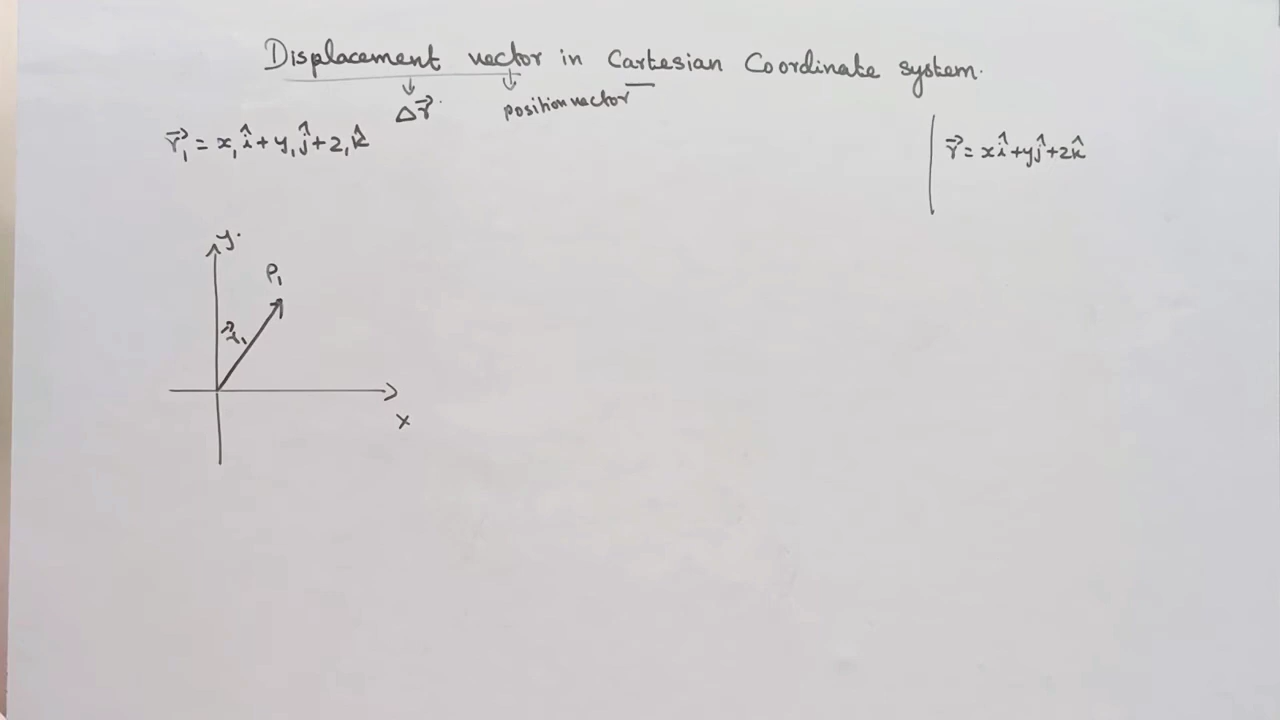 Displacement vector in Cartesian Coordinate system.
Δr⃗ position vector
r⃗₁ = x₁î + y₁ĵ + z₁k̂
r⃗ = xî + yĵ + zk̂
y
P₁
r⃗₁
x